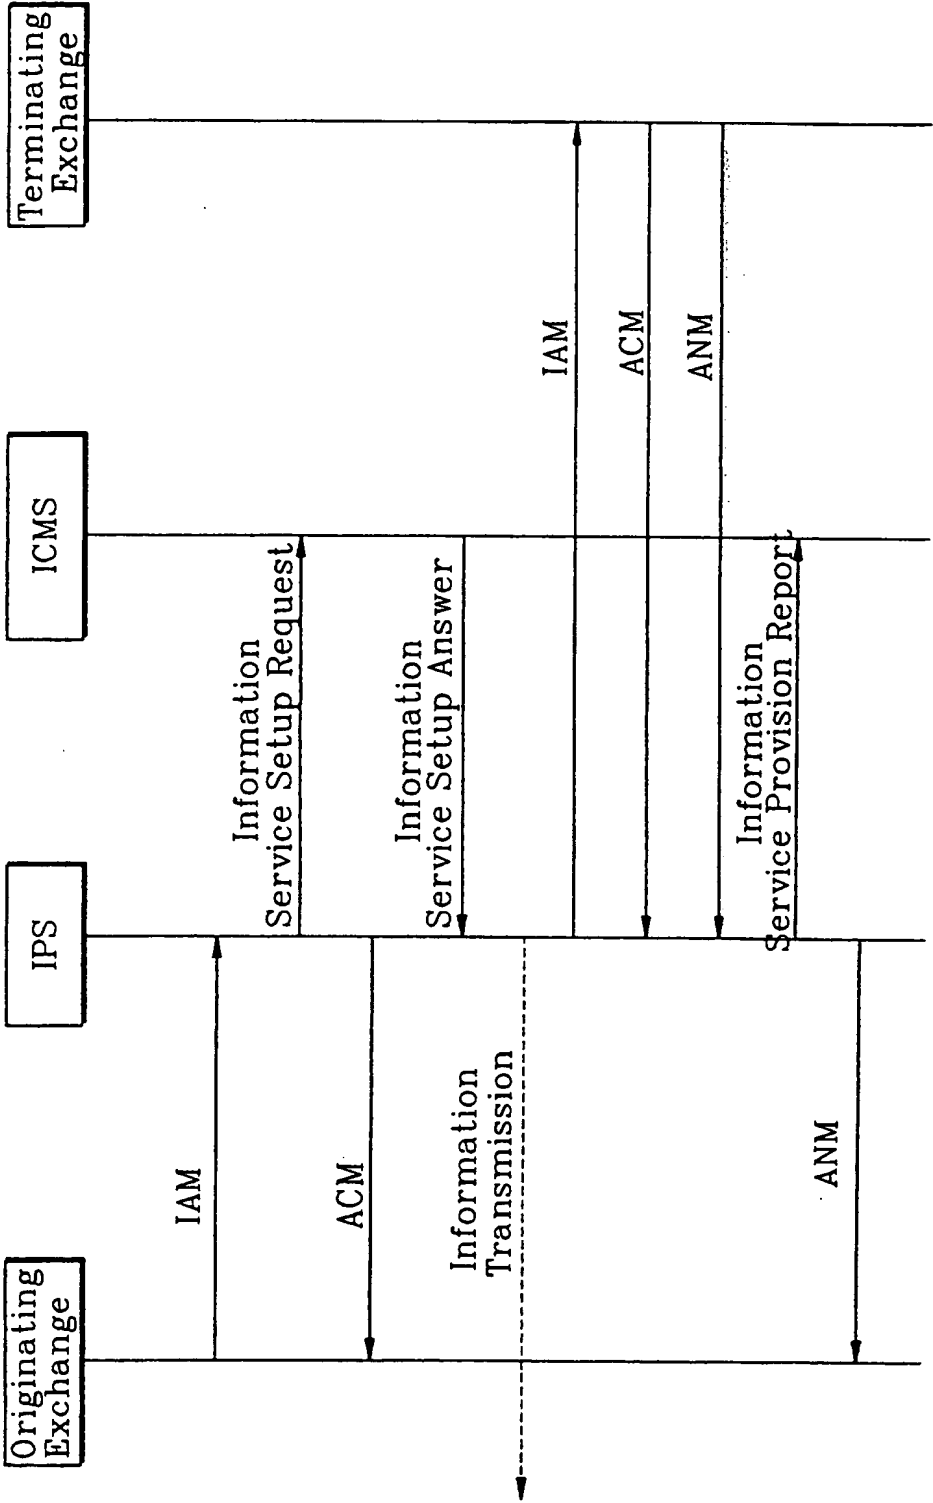 Originating
Exchange
IPS
ICMS
Terminating
Exchange
IAM
Information
Service Setup Request
ACM
Information
Service Setup Answer
Information
Transmission
IAM
ACM
ANM
Information
Service Provision Report
ANM